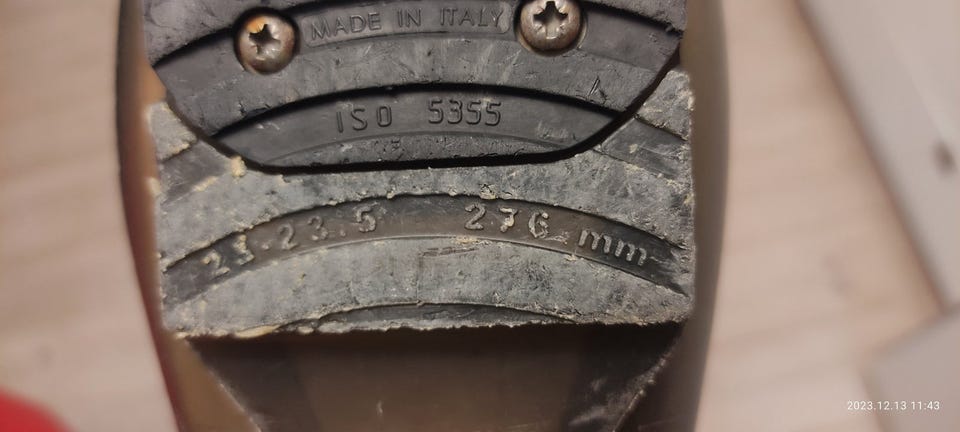 MADE IN ITALY
ISO 5355
23-23.5 276 mm
2023.12.13 11:43